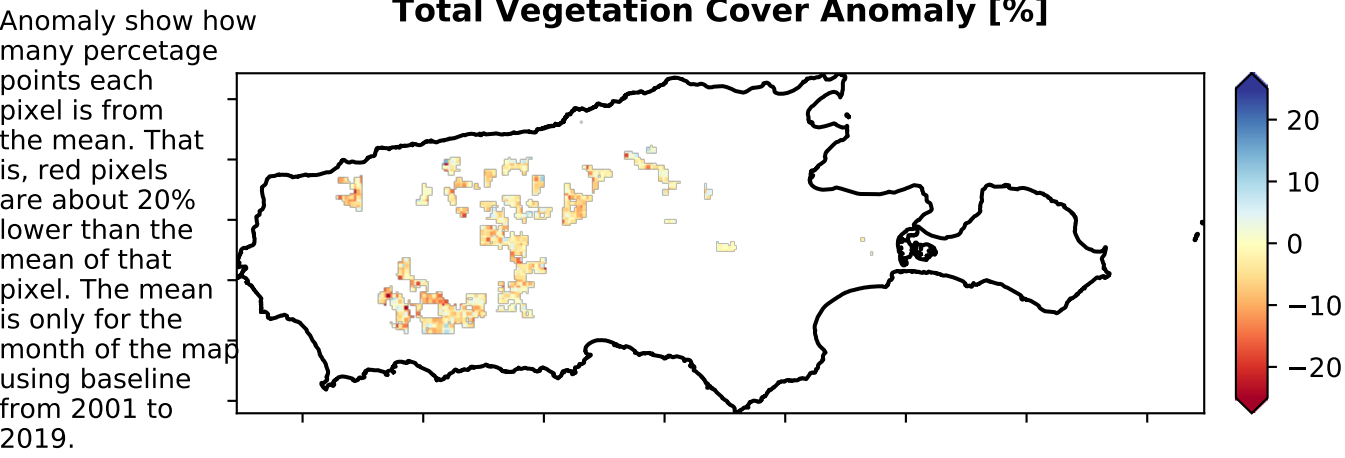 Total Vegetation Cover Anomaly [%]
Anomaly show how
many percetage
points each
pixel is from
the mean. That
is, red pixels
are about 20%
lower than the
mean of that
pixel. The mean
is only for the
month of the map
using baseline
from 2001 to
2019.
20
10
0
−10
−20